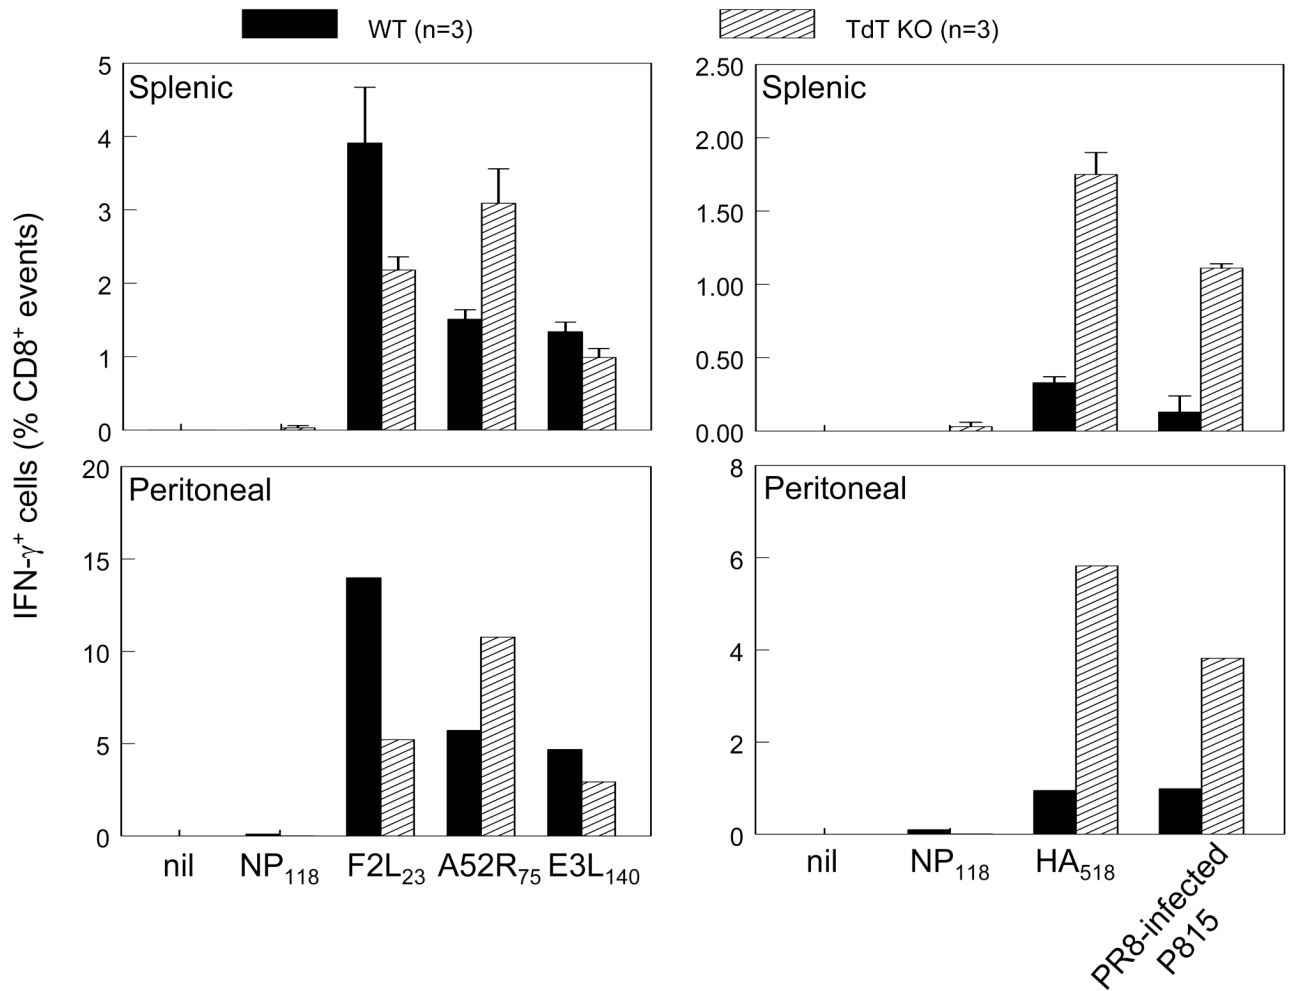 WT (n=3)
TdT KO (n=3)
IFN-γ⁺ cells (% CD8⁺ events)
Splenic
5
4
3
2
1
0
Splenic
2.50
2.00
1.50
1.00
0.50
0.00
Peritoneal
20
15
10
5
0
nil NP₁₁₈ F2L₂₃ A52R₇₅ E3L₁₄₀
Peritoneal
8
6
4
2
0
nil NP₁₁₈ HA₅₁₈
PR8-infected
P815